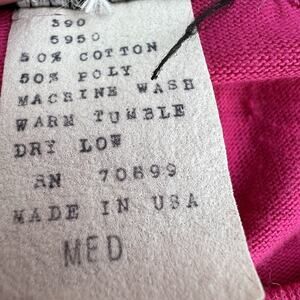 390
5950
50% COTTON
50% POLY
MACHINE WASH
WARM TUMBLE
DRY LOW
RN 70899
MADE IN USA
MED